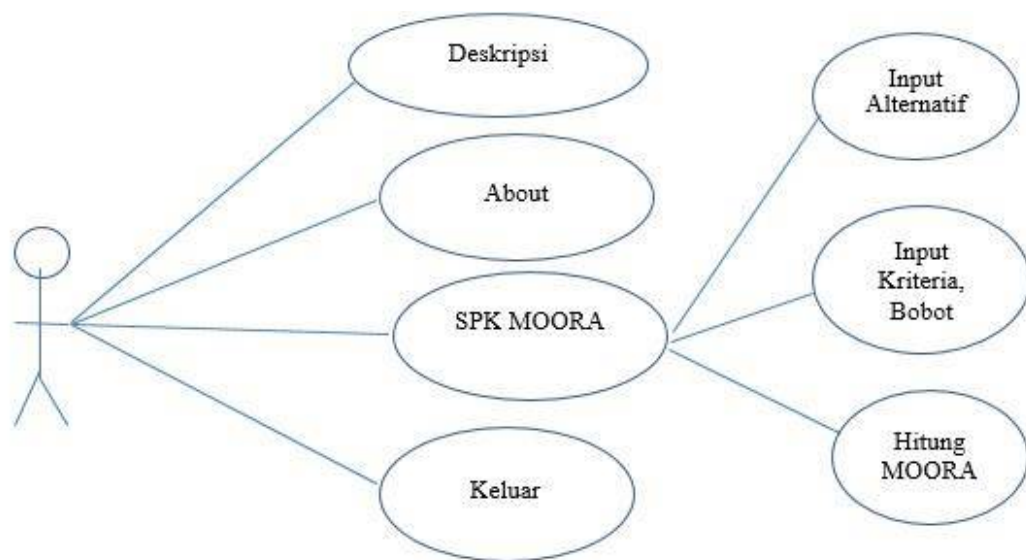 Deskripsi
About
SPK MOORA
Keluar
Input
Alternatif
Input
Kriteria,
Bobot
Hitung
MOORA